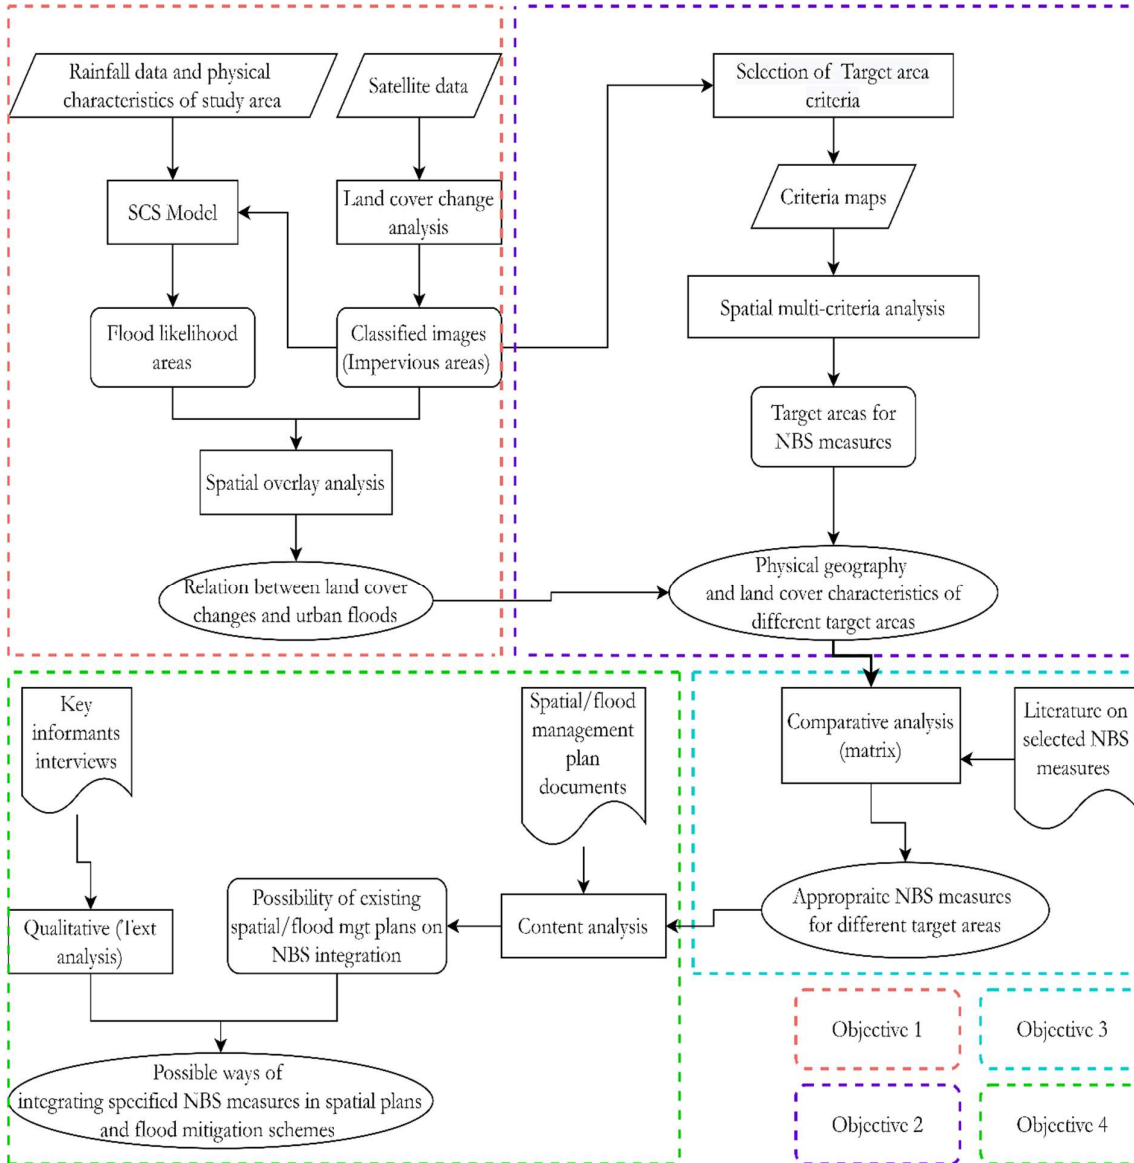 Rainfall data and physical
characteristics of study area
Satellite data
Selection of Target area
criteria
SCS Model
Land cover change
analysis
Criteria maps
Flood likelihood
areas
Classified images
(Impervious areas)
Spatial multi-criteria analysis
Target areas for
NBS measures
Spatial overlay analysis
Relation between land cover
changes and urban floods
Physical geography
and land cover characteristics of
different target areas
Key
informants
interviews
Spatial/flood
management
plan
documents
Comparative analysis
(matrix)
Literature on
selected NBS
measures
Qualitative (Text
analysis)
Possibility of existing
spatial/flood mgt plans on
NBS integration
Content analysis
Appropraite NBS measures
for different target areas
Possible ways of
integrating specified NBS measures in spatial plans
and flood mitigation schemes
Objective 1
Objective 3
Objective 2
Objective 4